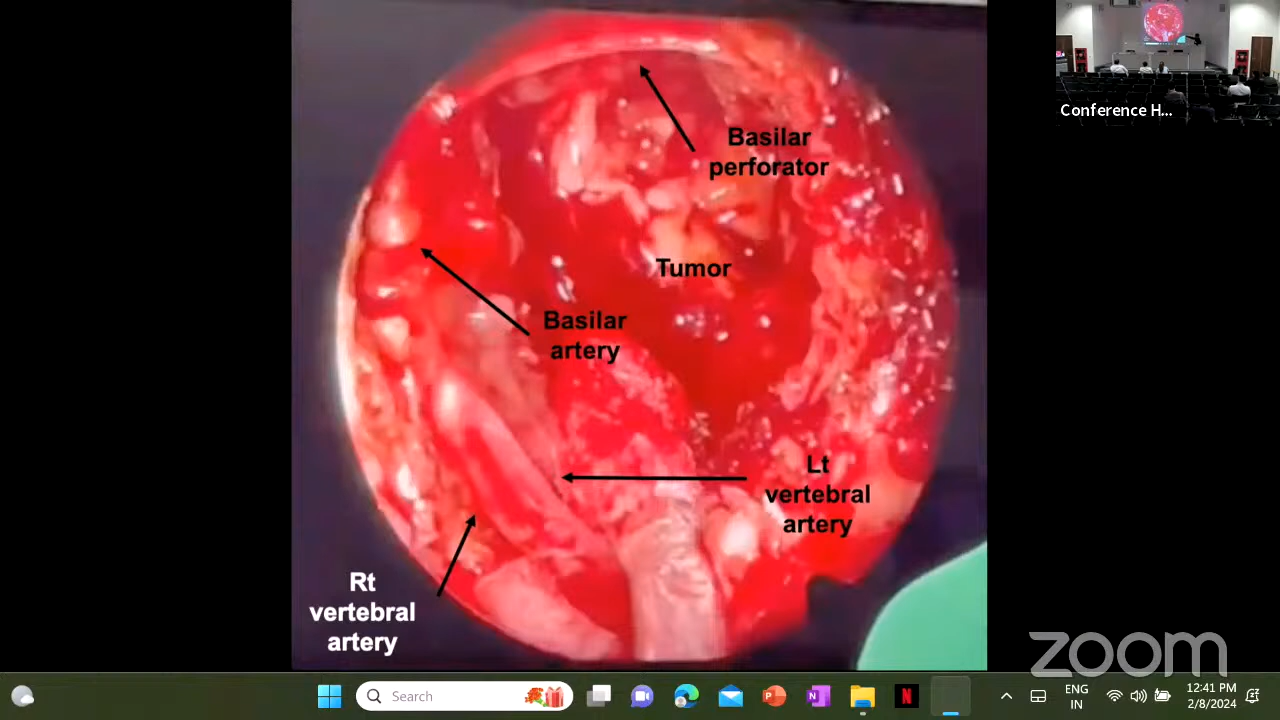 Basilar
perforator
Tumor
Basilar
artery
Lt
vertebral
artery
Rt
vertebral
artery
Conference H...
zoom
Search
ENG
IN
12:41 PM
2/8/2024